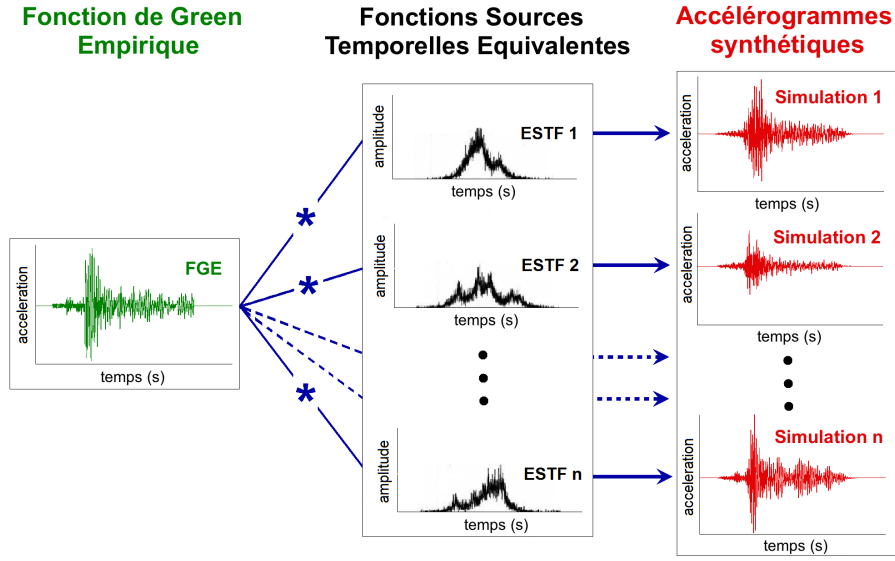 Fonction de Green
Empirique
Fonctions Sources
Temporelles Equivalentes
Accélérogrammes
synthétiques
FGE
acceleration
temps (s)
*
*
*
ESTF 1
amplitude
temps (s)
ESTF 2
amplitude
temps (s)
ESTF n
amplitude
temps (s)
Simulation 1
acceleration
temps (s)
Simulation 2
acceleration
temps (s)
Simulation n
acceleration
temps (s)